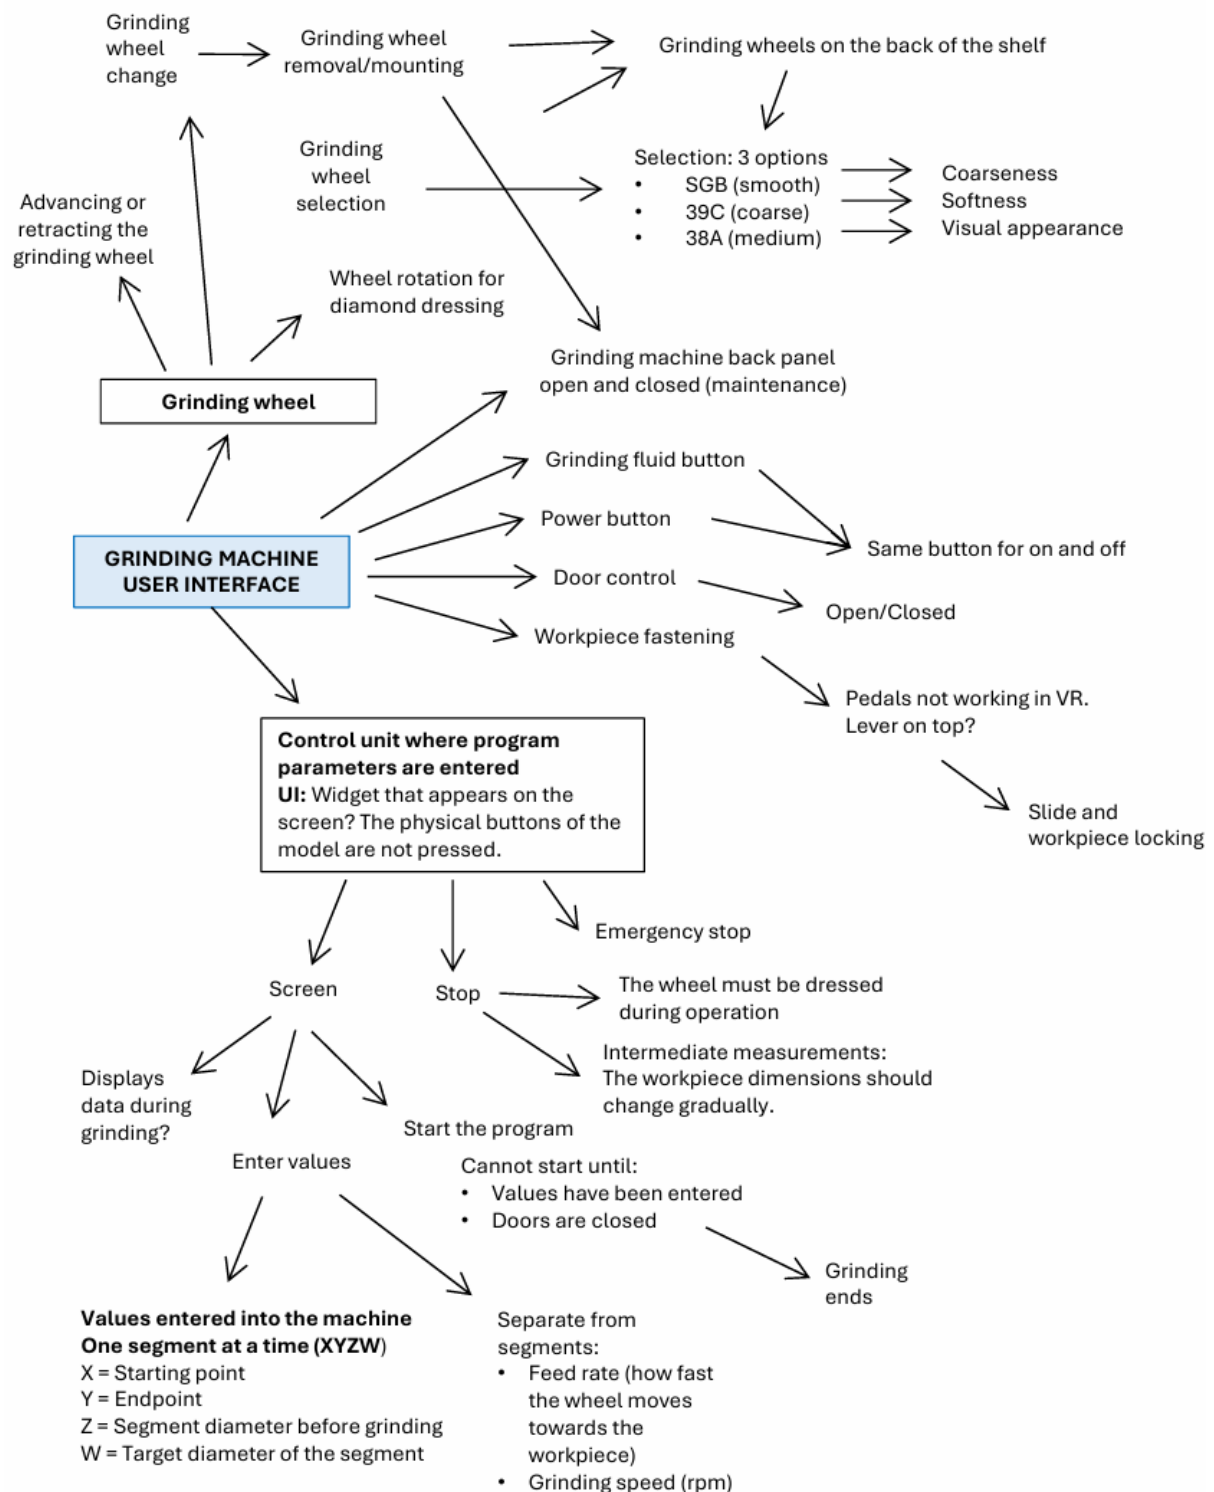 Grinding
wheel
change
Grinding wheel
removal/mounting
Grinding wheels on the back of the shelf
Grinding
wheel
selection
Selection: 3 options
• SGB (smooth)
• 39C (coarse)
• 38A (medium)
Coarseness
Softness
Visual appearance
Advancing or
retracting the
grinding wheel
Wheel rotation for
diamond dressing
Grinding machine back panel
open and closed (maintenance)
Grinding wheel
Grinding fluid button
Power button
Same button for on and off
GRINDING MACHINE
USER INTERFACE
Door control
Open/Closed
Workpiece fastening
Pedals not working in VR.
Lever on top?
Slide and
workpiece locking
Control unit where program
parameters are entered
UI: Widget that appears on the
screen? The physical buttons of the
model are not pressed.
Emergency stop
Screen
Stop
The wheel must be dressed
during operation
Intermediate measurements:
The workpiece dimensions should
change gradually.
Displays
data during
grinding?
Start the program
Enter values
Cannot start until:
• Values have been entered
• Doors are closed
Grinding
ends
Values entered into the machine
One segment at a time (XYZW)
X = Starting point
Y = Endpoint
Z = Segment diameter before grinding
W = Target diameter of the segment
Separate from
segments:
• Feed rate (how fast
the wheel moves
towards the
workpiece)
• Grinding speed (rpm)